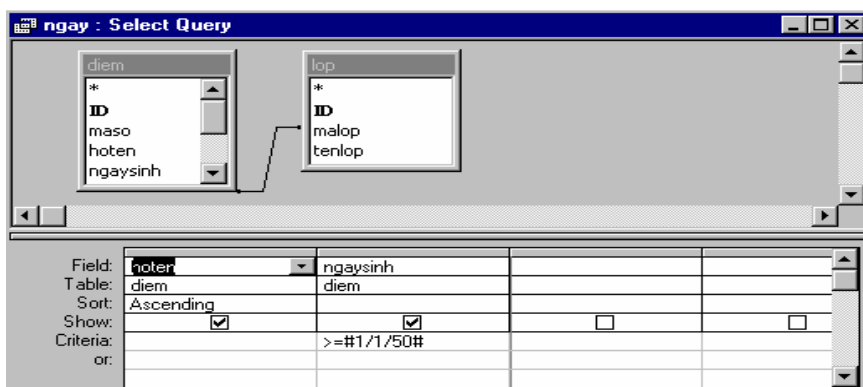 ngay : Select Query
diem
*
ID
maso
hoten
ngaysinh
lop
*
ID
malop
tenlop
Field: hoten ngaysinh
Table: diem diem
Sort: Ascending
Show:
Criteria: >=#1/1/50#
or: